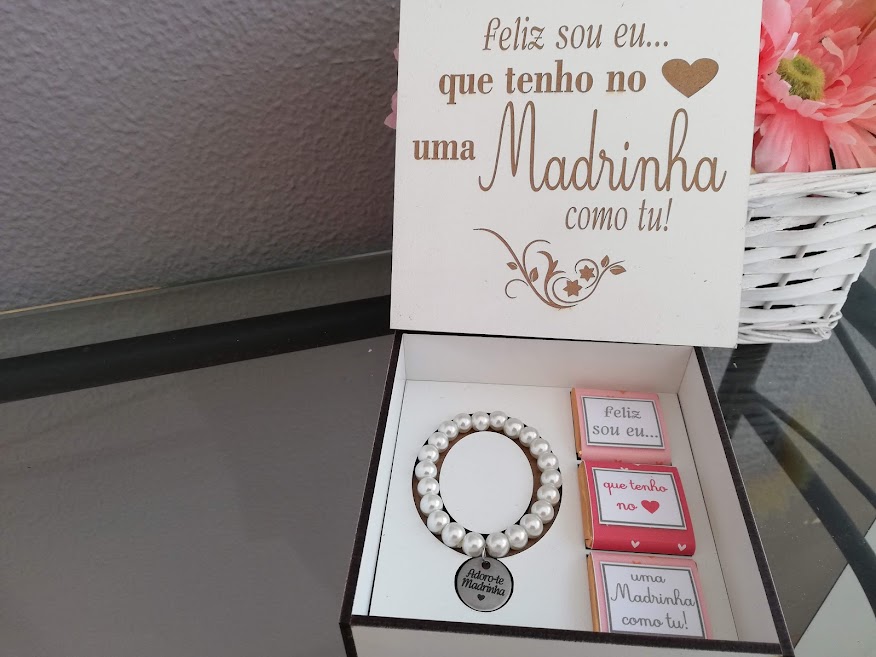 feliz sou eu...
que tenho no
uma Madrinha
como tu!
feliz
sou eu...
que tenho
no
uma
Madrinha
como tu!
Adoro-te
Madrinha